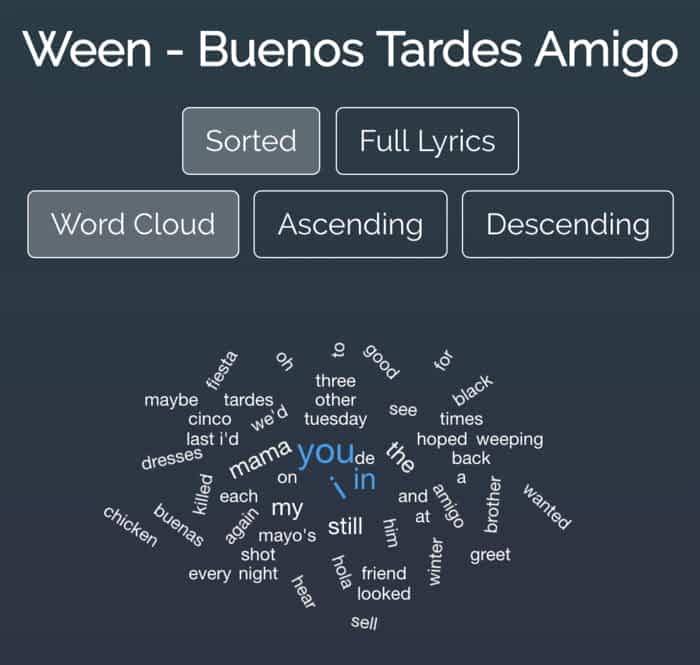 Ween - Buenos Tardes Amigo
Sorted Full Lyrics
Word Cloud Ascending Descending
fiesta oh to good for
three black
maybe tardes other see
cinco we'd tuesday times
last i'd hoped weeping
dresses mama you de the back
on i in a
killed each my and amigo brother wanted
chicken buenas again mayo's still him at
shot winter greet
every night hear hola friend
looked
sell